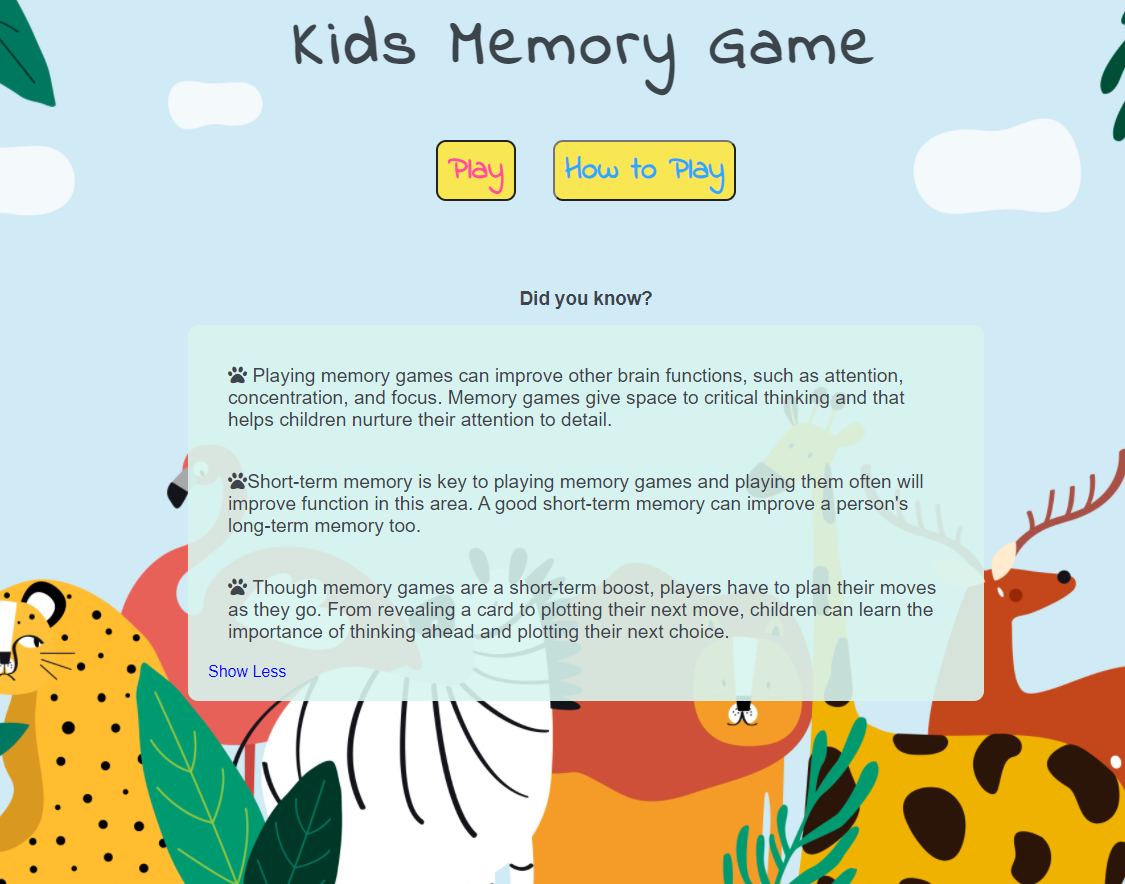 Kids Memory Game
Play
How to Play
Did you know?
Playing memory games can improve other brain functions, such as attention,
concentration, and focus. Memory games give space to critical thinking and that
helps children nurture their attention to detail.
Short-term memory is key to playing memory games and playing them often will
improve function in this area. A good short-term memory can improve a person's
long-term memory too.
Though memory games are a short-term boost, players have to plan their moves
as they go. From revealing a card to plotting their next move, children can learn the
importance of thinking ahead and plotting their next choice.
Show Less